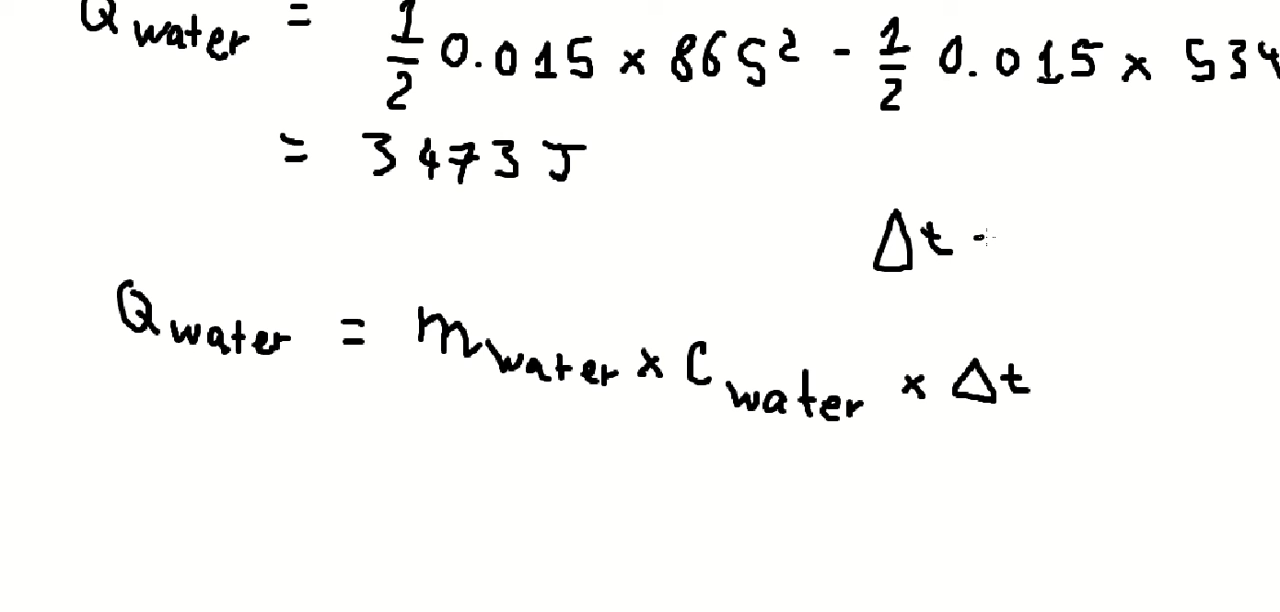 Q water = 1/2 0.015 × 865² - 1/2 0.015 × 534
= 3473 J
Δt -
Q water = m water × C water × Δt